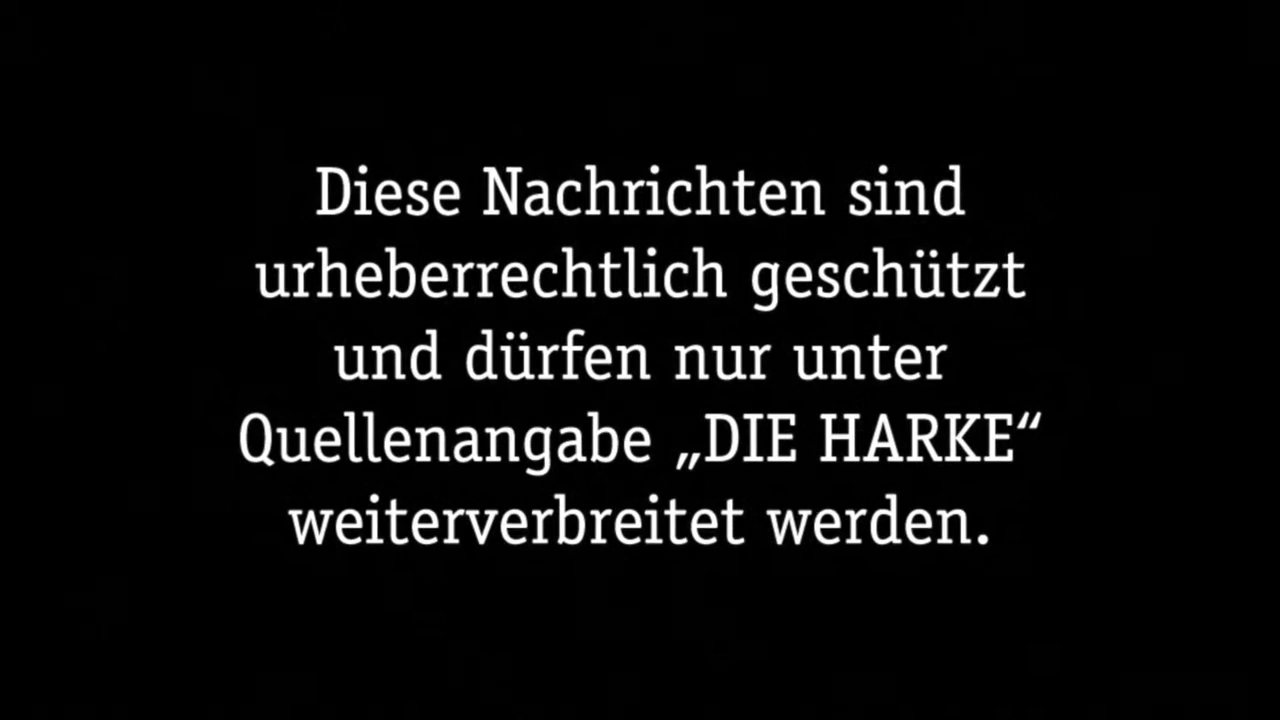 Diese Nachrichten sind
urheberrechtlich geschützt
und dürfen nur unter
Quellenangabe „DIE HARKE“
weiterverbreitet werden.